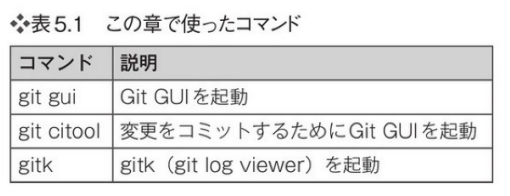 ❖表5.1 この章で使ったコマンド
コマンド 説明
git gui Git GUIを起動
git citool 変更をコミットするためにGit GUIを起動
gitk gitk（git log viewer）を起動